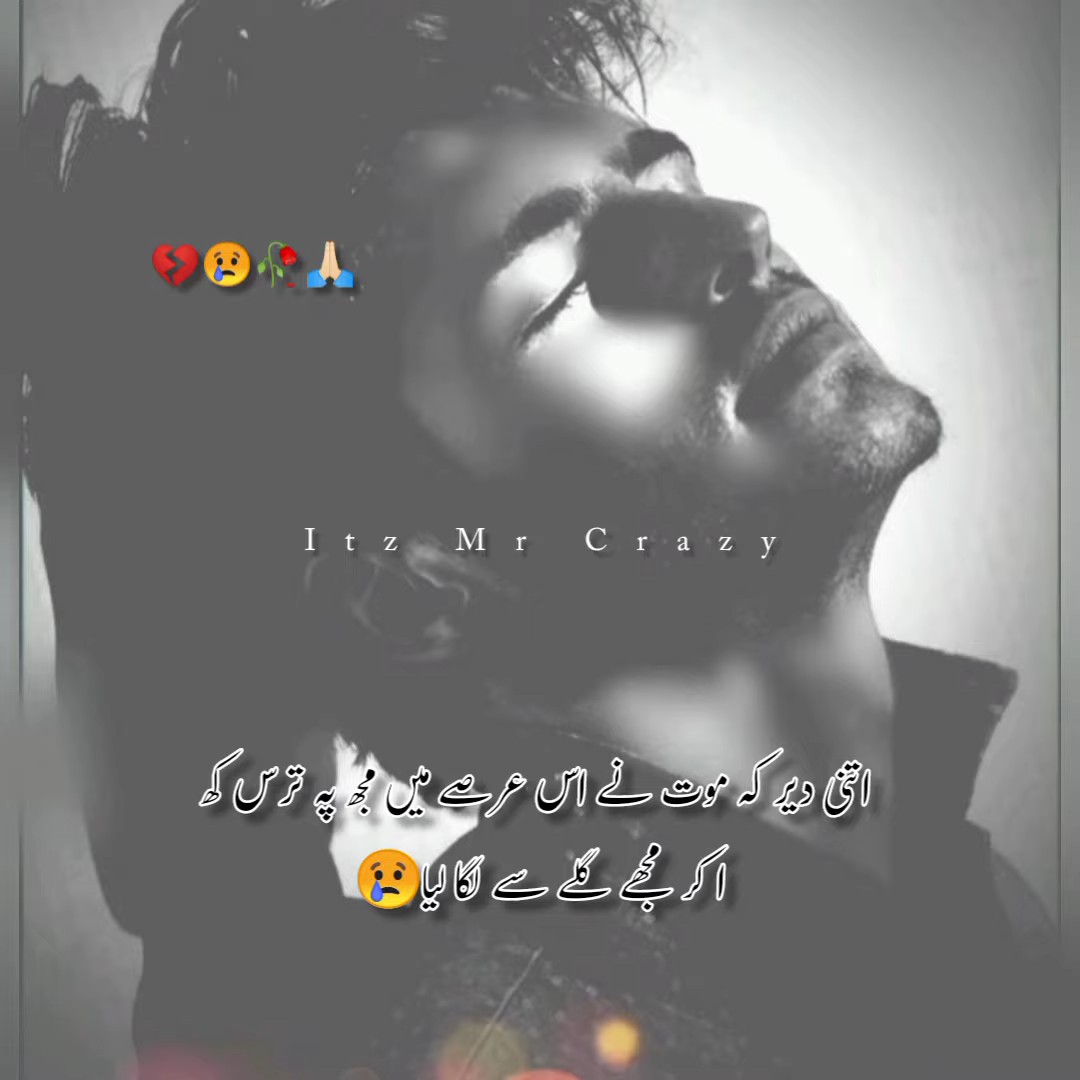 💔😢🥀🙏🏻
Itz Mr Crazy
اتنی دیر کہ موت نے اس عرصے میں مجھ پہ ترس کھ
ا کر مجھے گلے سے لگا لیا😢